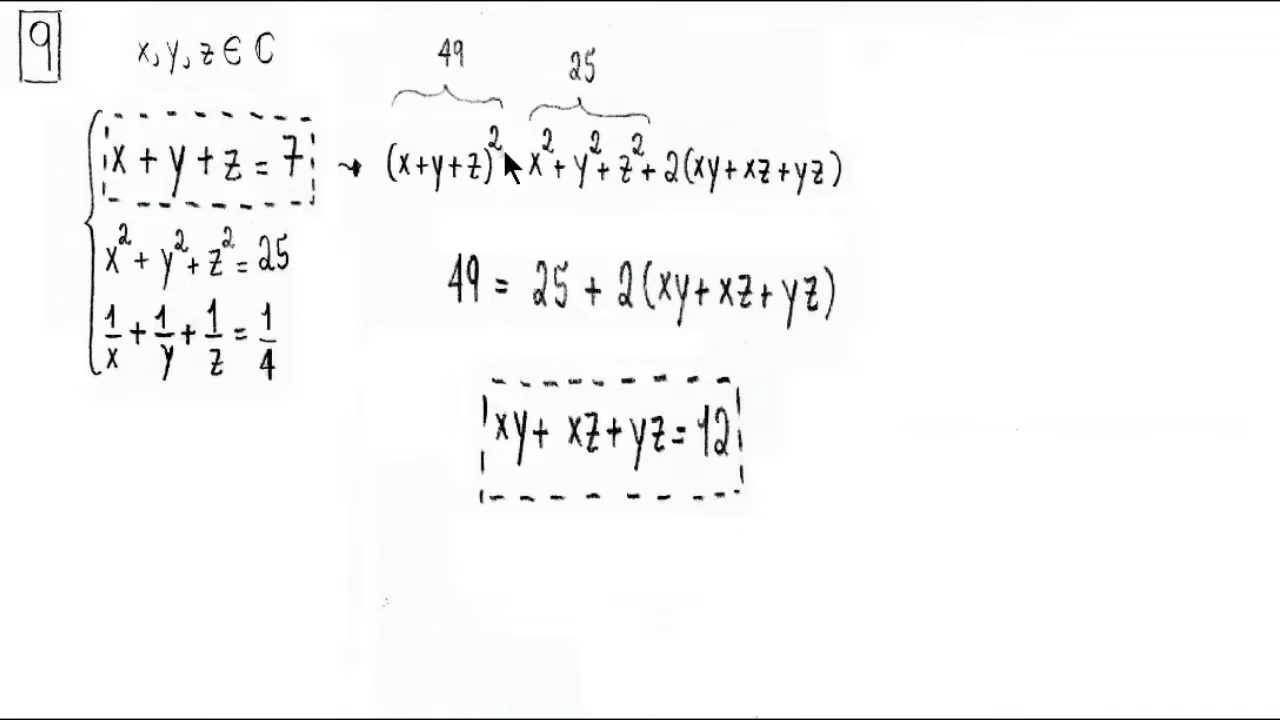 9
x, y, z ∈ C
49
25
x + y + z = 7 → (x+y+z)² x² + y² + z² + 2(xy + xz + yz)
x² + y² + z² = 25
49 = 25 + 2(xy + xz + yz)
1/x + 1/y + 1/z = 1/4
xy + xz + yz = 12